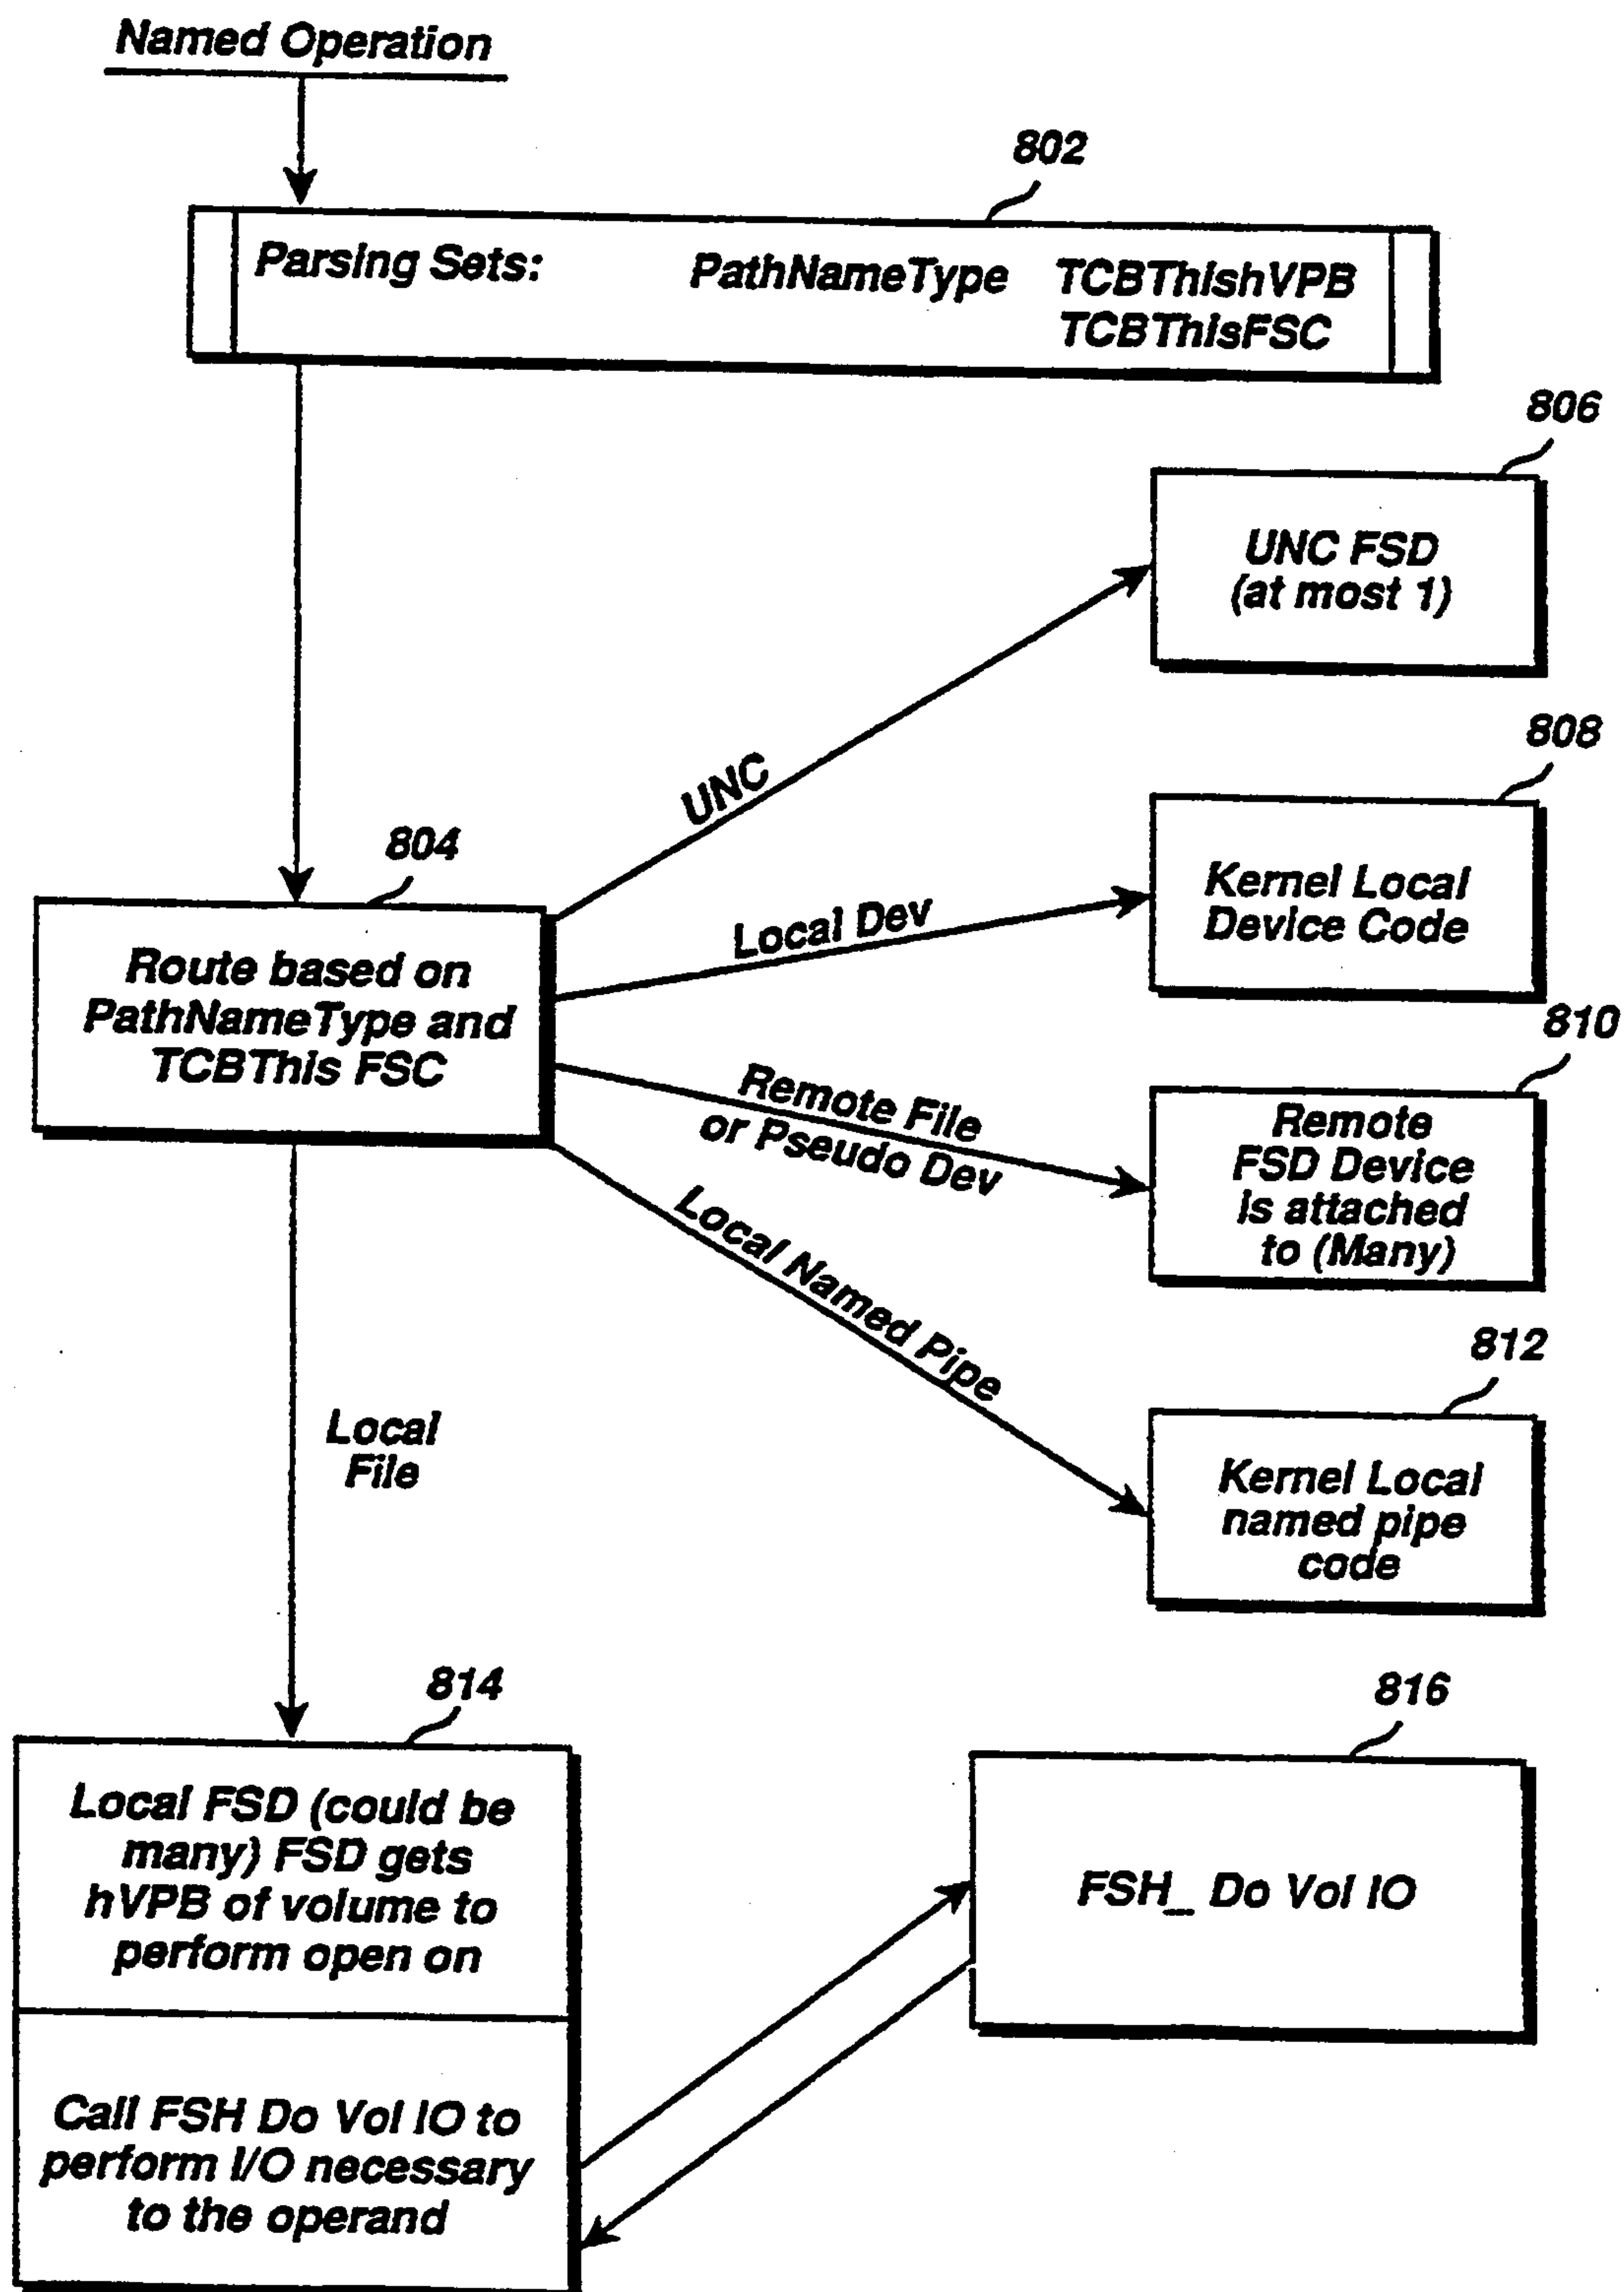 Named Operation
802
Parsing Sets: PathNameType TCBThishVPB
TCBThisFSC
806
UNC FSD
(at most 1)
808
UNC
804
Kernel Local
Device Code
Local Dev
Route based on
PathNameType and
TCBThis FSC
810
Remote File
or Pseudo Dev
Remote
FSD Device
is attached
to (Many)
Local Named Pipe
812
Local
File
Kernel Local
named pipe
code
814
816
Local FSD (could be
many) FSD gets
hVPB of volume to
perform open on
FSH_ Do Vol IO
Call FSH Do Vol IO to
perform I/O necessary
to the operand